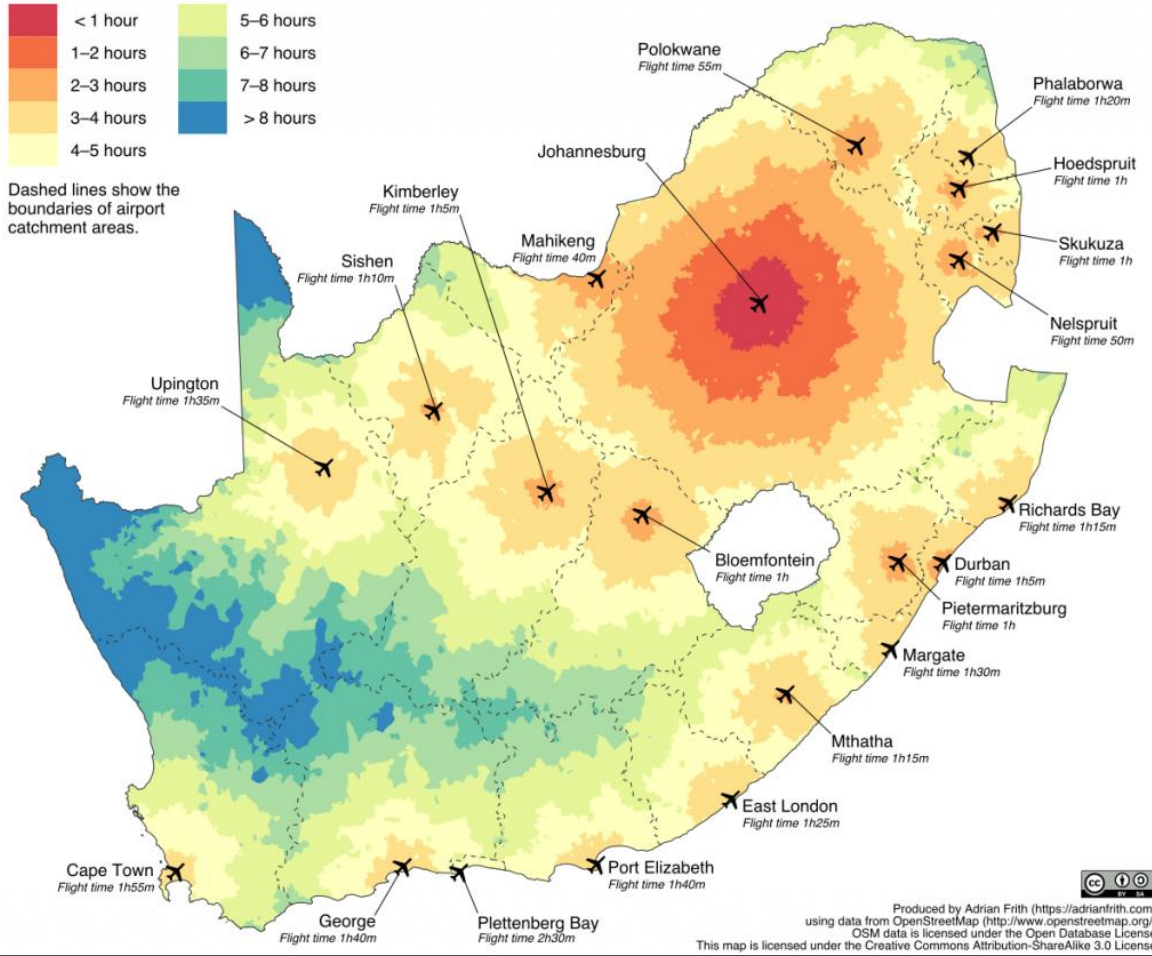 < 1 hour
1–2 hours
2–3 hours
3–4 hours
4–5 hours
5–6 hours
6–7 hours
7–8 hours
> 8 hours
Dashed lines show the
boundaries of airport
catchment areas.
Polokwane
Flight time 55m
Phalaborwa
Flight time 1h20m
Johannesburg
Hoedspruit
Flight time 1h
Kimberley
Flight time 1h5m
Mahikeng
Flight time 40m
Skukuza
Flight time 1h
Sishen
Flight time 1h10m
Nelspruit
Flight time 50m
Upington
Flight time 1h35m
Richards Bay
Flight time 1h15m
Bloemfontein
Flight time 1h
Durban
Flight time 1h5m
Pietermaritzburg
Flight time 1h
Margate
Flight time 1h30m
Mthatha
Flight time 1h15m
East London
Flight time 1h25m
Cape Town
Flight time 1h55m
Port Elizabeth
Flight time 1h40m
George
Flight time 1h40m
Plettenberg Bay
Flight time 2h30m
cc
BY SA
Produced by Adrian Frith (https://adrianfrith.com
using data from OpenStreetMap (http://www.openstreetmap.org/
OSM data is licensed under the Open Database License
This map is licensed under the Creative Commons Attribution-ShareAlike 3.0 License